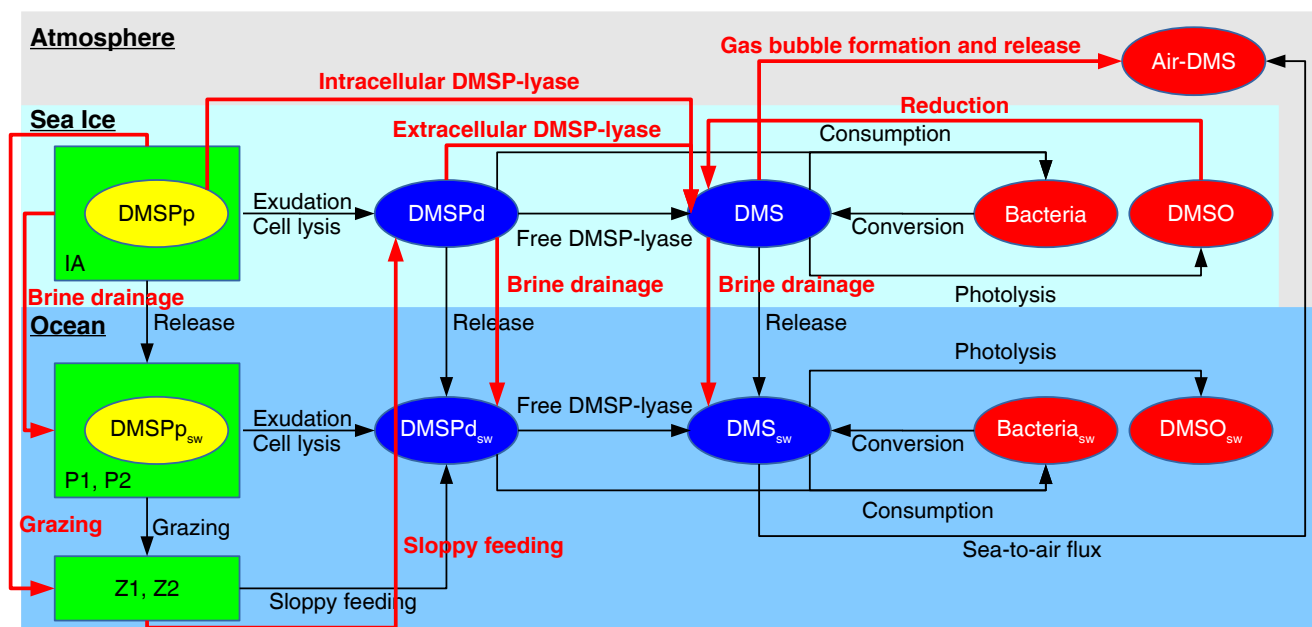 Atmosphere
Gas bubble formation and release
Air-DMS
Intracellular DMSP-lyase
Sea Ice
Extracellular DMSP-lyase
Reduction
Consumption
DMSPp
IA
Exudation
Cell lysis
DMSPd
Free DMSP-lyase
DMS
Conversion
Bacteria
DMSO
Brine drainage
Brine drainage
Brine drainage
Photolysis
Ocean
Release
Release
Release
Photolysis
DMSPpsw
P1, P2
Exudation
Cell lysis
DMSPdsw
Free DMSP-lyase
DMSsw
Conversion
Bacteriasw
DMSOsw
Grazing
Grazing
Consumption
Sloppy feeding
Sea-to-air flux
Z1, Z2
Sloppy feeding